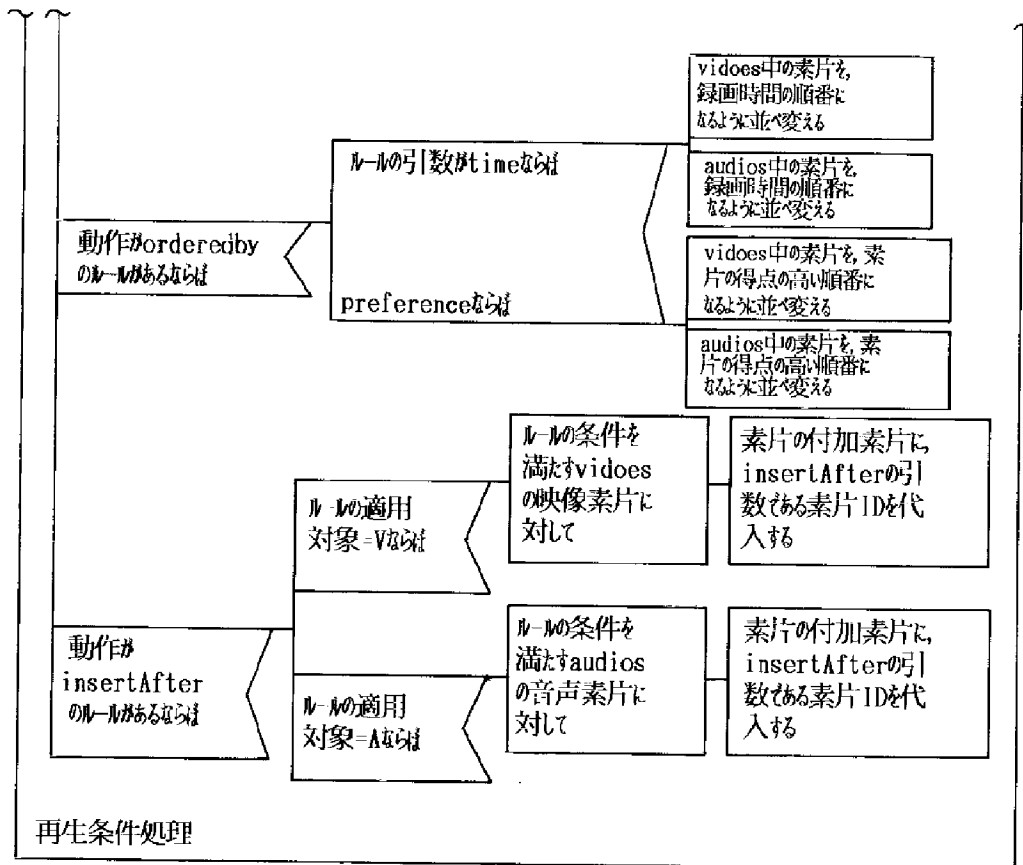 動作がorderedby
のルールがあるならば
ルールの引数がtimeならば
preferenceならば
vidoes中の素片を,
録画時間の順番に
なるように並べ変える
audios中の素片を,
録画時間の順番に
なるように並べ変える
vidoes中の素片を,素
片の得点の高い順番に
なるように並べ変える
audios中の素片を,素
片の得点の高い順番に
なるように並べ変える
動作が
insertAfter
のルールがあるならば
ルールの適用
対象=Vならば
ルールの条件を
満たすvidoes
の映像素片に
対して
素片の付加素片に,
insertAfterの引
数である素片IDを代
入する
ルールの適用
対象=Aならば
ルールの条件を
満たすaudios
の音声素片に
対して
素片の付加素片に,
insertAfterの引
数である素片IDを代
入する
再生条件処理